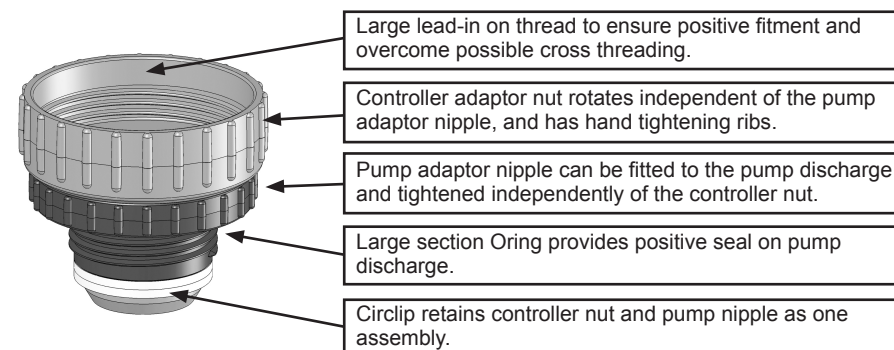 Large lead-in on thread to ensure positive fitment and
overcome possible cross threading.
Controller adaptor nut rotates independent of the pump
adaptor nipple, and has hand tightening ribs.
Pump adaptor nipple can be fitted to the pump discharge
and tightened independently of the controller nut.
Large section Oring provides positive seal on pump
discharge.
Circlip retains controller nut and pump nipple as one
assembly.